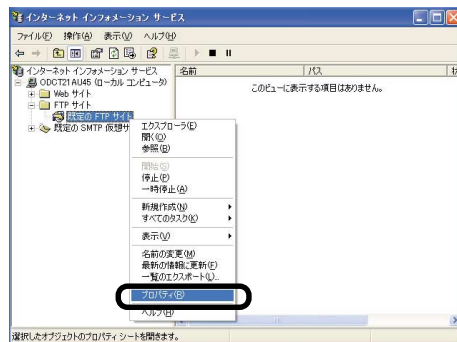 インターネット インフォメーション サービス
ファイル(F) 操作(A) 表示(V) ヘルプ(H)
インターネット インフォメーション サービス
名前
パス
ODCT21AU45 (ローカル コンピュータ)
このビューに表示する項目はありません。
Web サイト
FTP サイト
既定の FTP サイト
既定の SMTP 仮想サ
エクスプローラ(E)
開く(O)
参照(B)
開始(S)
停止(P)
一時停止(A)
新規作成(N)
すべてのタスク(K)
表示(V)
名前の変更(M)
最新の情報に更新(F)
一覧のエクスポート(L)...
プロパティ(R)
ヘルプ(H)
選択したオブジェクトのプロパティ シートを開きます。